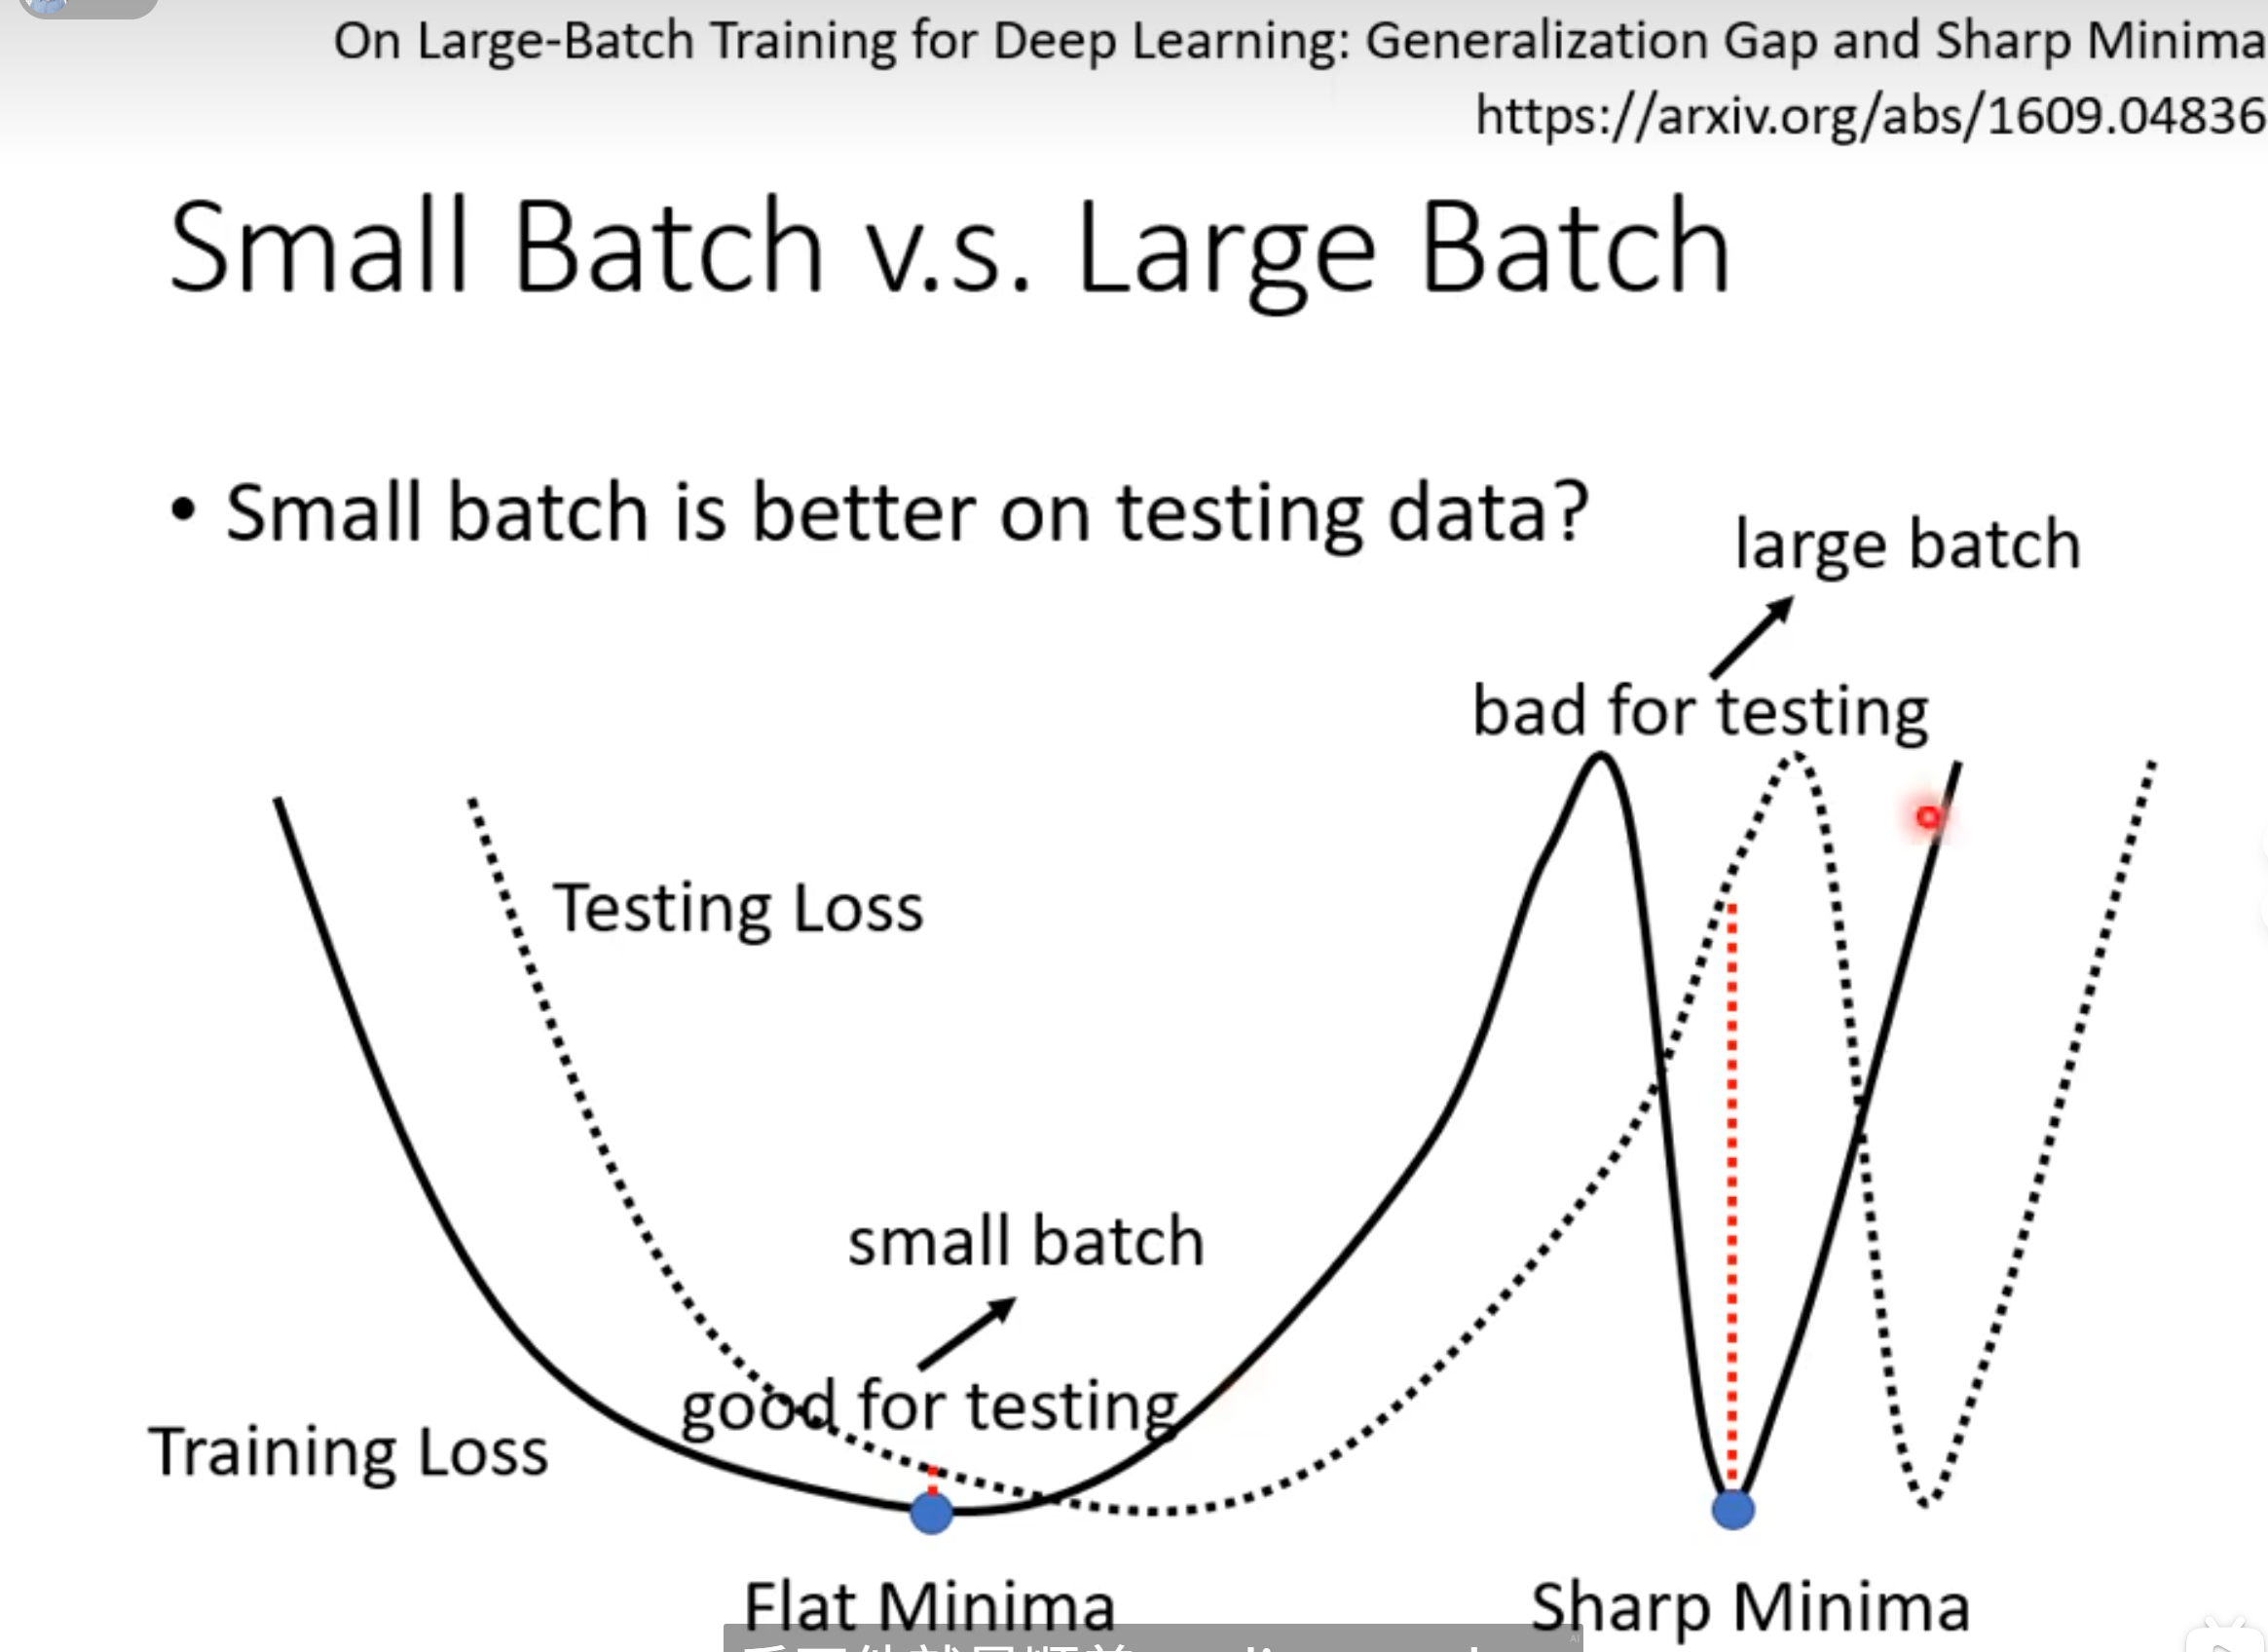 On Large-Batch Training for Deep Learning: Generalization Gap and Sharp Minima
https://arxiv.org/abs/1609.04836
Small Batch v.s. Large Batch
• Small batch is better on testing data?
large batch
bad for testing
Testing Loss
small batch
good for testing
Training Loss
Flat Minima
Sharp Minima